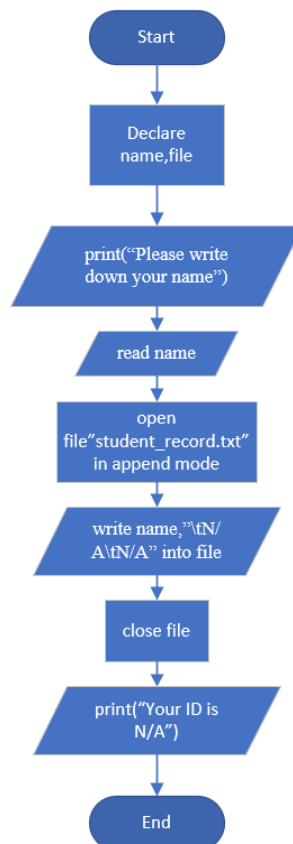 Start
Declare
name,file
print(“Please write
down your name”)
read name
open
file”student_record.txt”
in append mode
write name,”\tN/
A\tN/A” into file
close file
print(“Your ID is
N/A”)
End